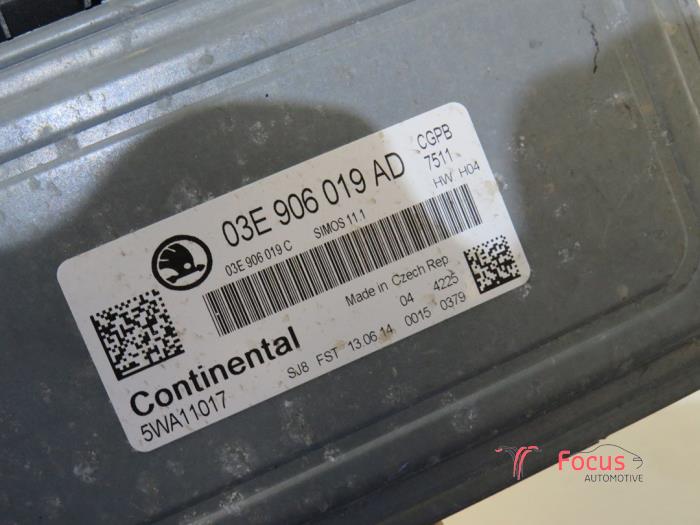 03E 906 019 AD
CGPB
7511
HW H04
03E 906 019 C SIMOS 11.1
Made in Czech Rep
04 4225
SJ8 FST 13.06.14 0015 0379
Continental
5WA11017
Focus
AUTOMOTIVE